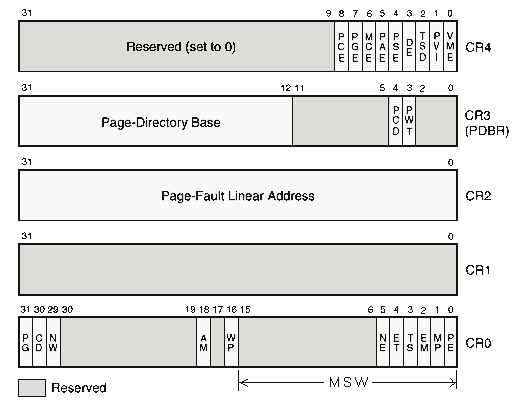 31 9 8 7 6 5 4 3 2 1 0
Reserved (set to 0) PCE PGE MCE PAE PSE DE TSD PVI VME CR4
31 12 11 5 4 3 2 0
Page-Directory Base PCD PWT CR3
(PDBR)
31 0
Page-Fault Linear Address CR2
31 0
CR1
31 30 29 30 19 18 17 16 15 6 5 4 3 2 1 0
PG CD NW AM WP NE ET TS EM MP PE CR0
Reserved MSW